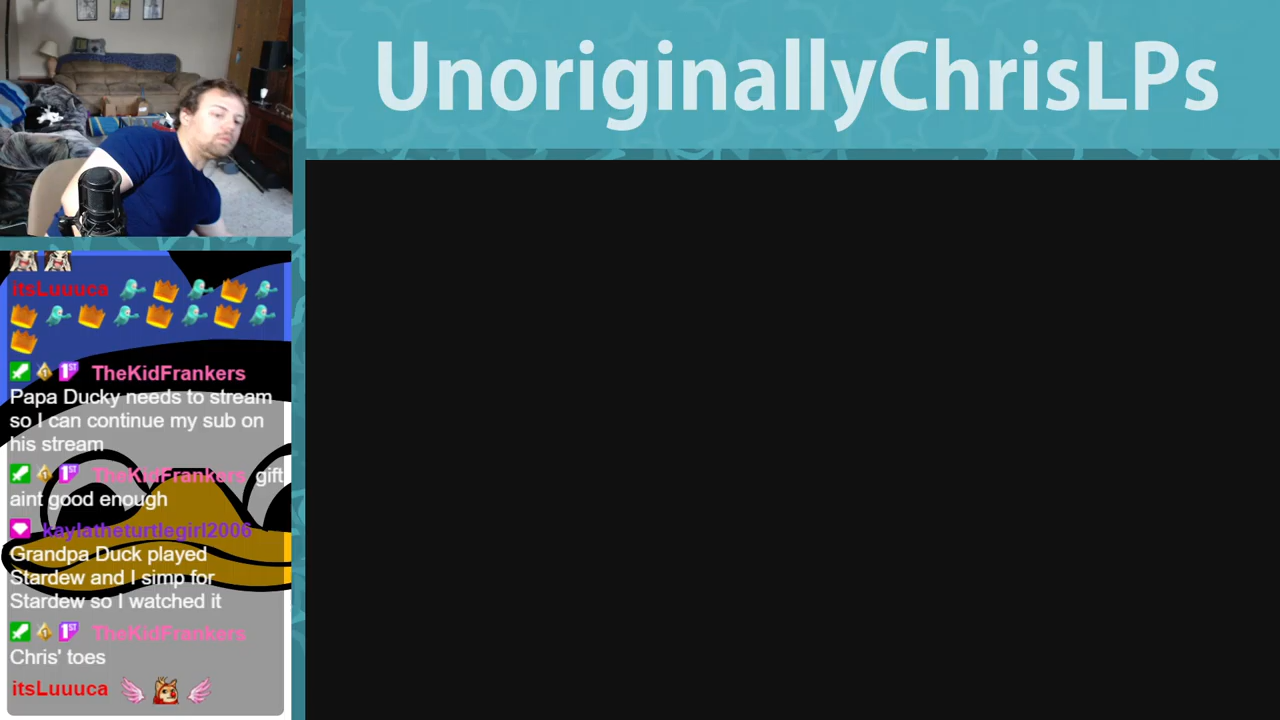 UnoriginallyChrisLPs
itsLuuuca
TheKidFrankers
Papa Ducky needs to stream
so I can continue my sub on
his stream
TheKidFrankers gift
aint good enough
kaylatheturtlegirl2006
Grandpa Duck played
Stardew and I simp for
Stardew so I watched it
TheKidFrankers
Chris' toes
itsLuuuca